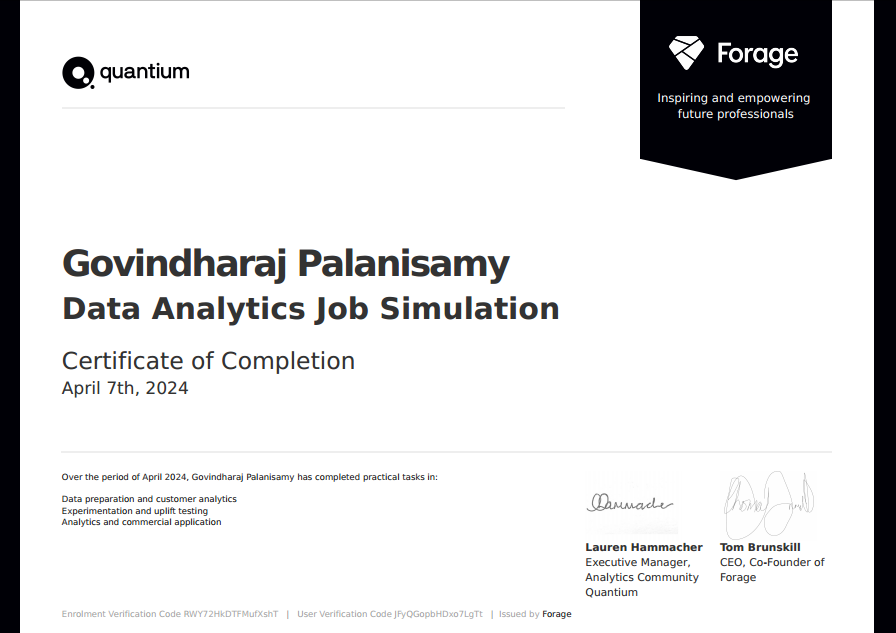 quantium
Forage
Inspiring and empowering
future professionals
Govindharaj Palanisamy
Data Analytics Job Simulation
Certificate of Completion
April 7th, 2024
Over the period of April 2024, Govindharaj Palanisamy has completed practical tasks in:
Data preparation and customer analytics
Experimentation and uplift testing
Analytics and commercial application
Lauren Hammacher
Executive Manager,
Analytics Community
Quantium
Tom Brunskill
CEO, Co-Founder of
Forage
Enrolment Verification Code RWY72HkDTFMufXshT | User Verification Code JFyQGopbHDxo7LgTt | Issued by Forage